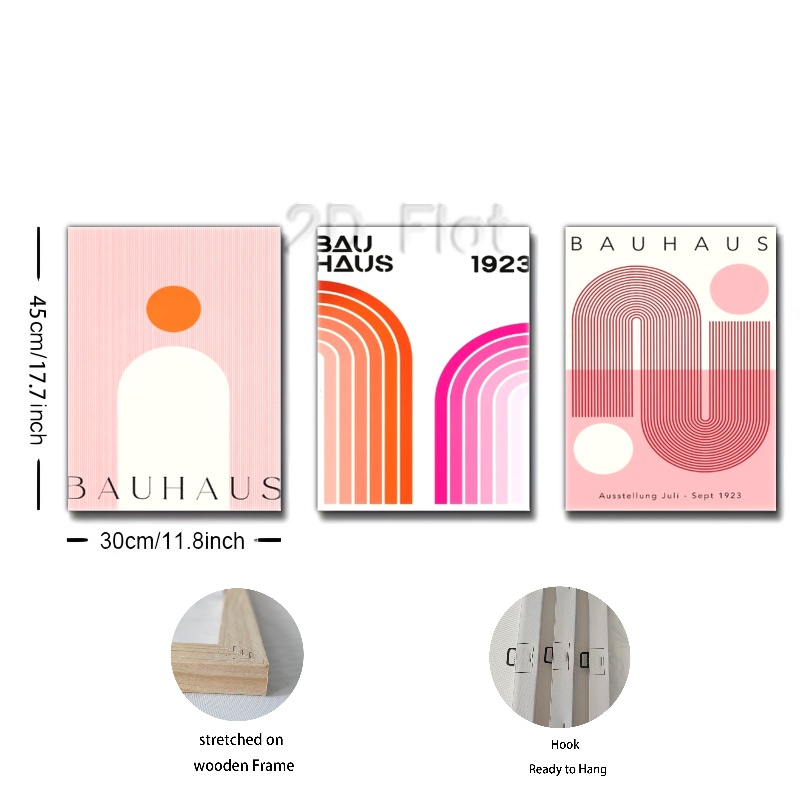 2D Flat
BAUHAUS
BAU
HAUS
1923
BAUHAUS
Ausstellung Juli - Sept 1923
45cm/17.7inch
30cm/11.8inch
stretched on
wooden Frame
Hook
Ready to Hang